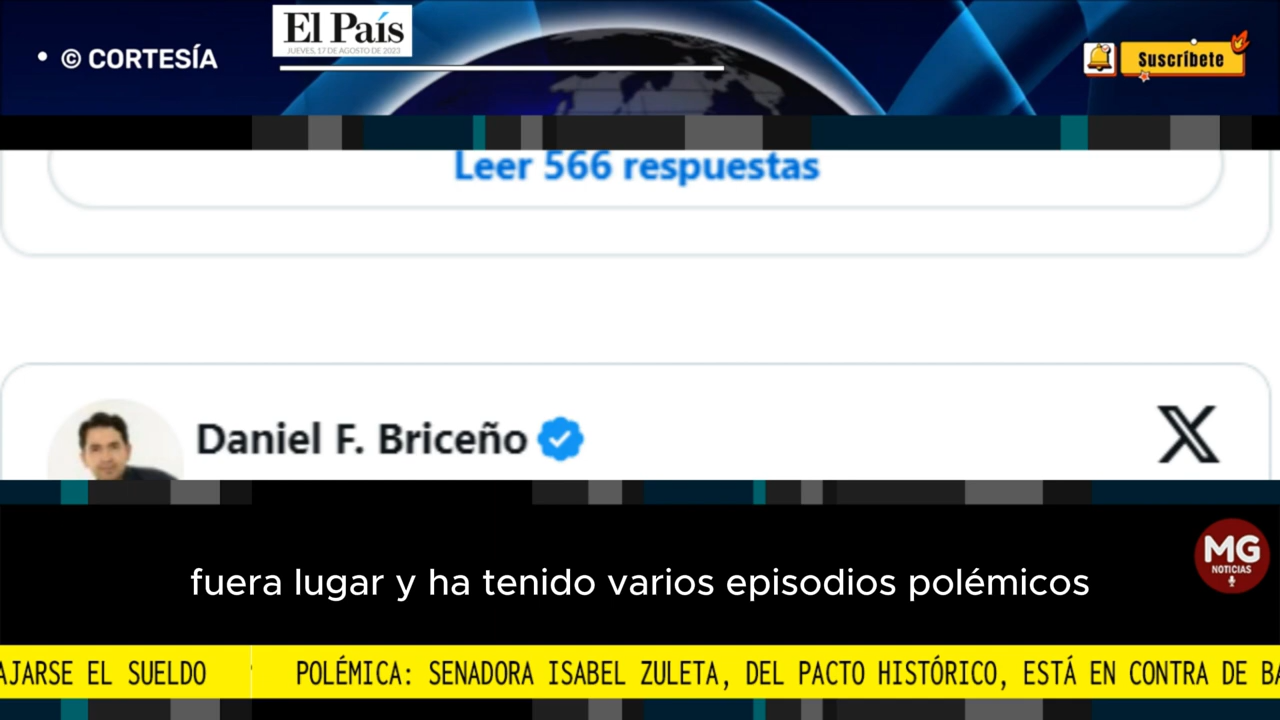 • © CORTESÍA
El País
JUEVES, 17 DE AGOSTO DE 2023
Suscríbete
Leer 566 respuestas
Daniel F. Briceño
X
fuera lugar y ha tenido varios episodios polémicos
MG
NOTICIAS
AJARSE EL SUELDO POLÉMICA: SENADORA ISABEL ZULETA, DEL PACTO HISTÓRICO, ESTÁ EN CONTRA DE BA